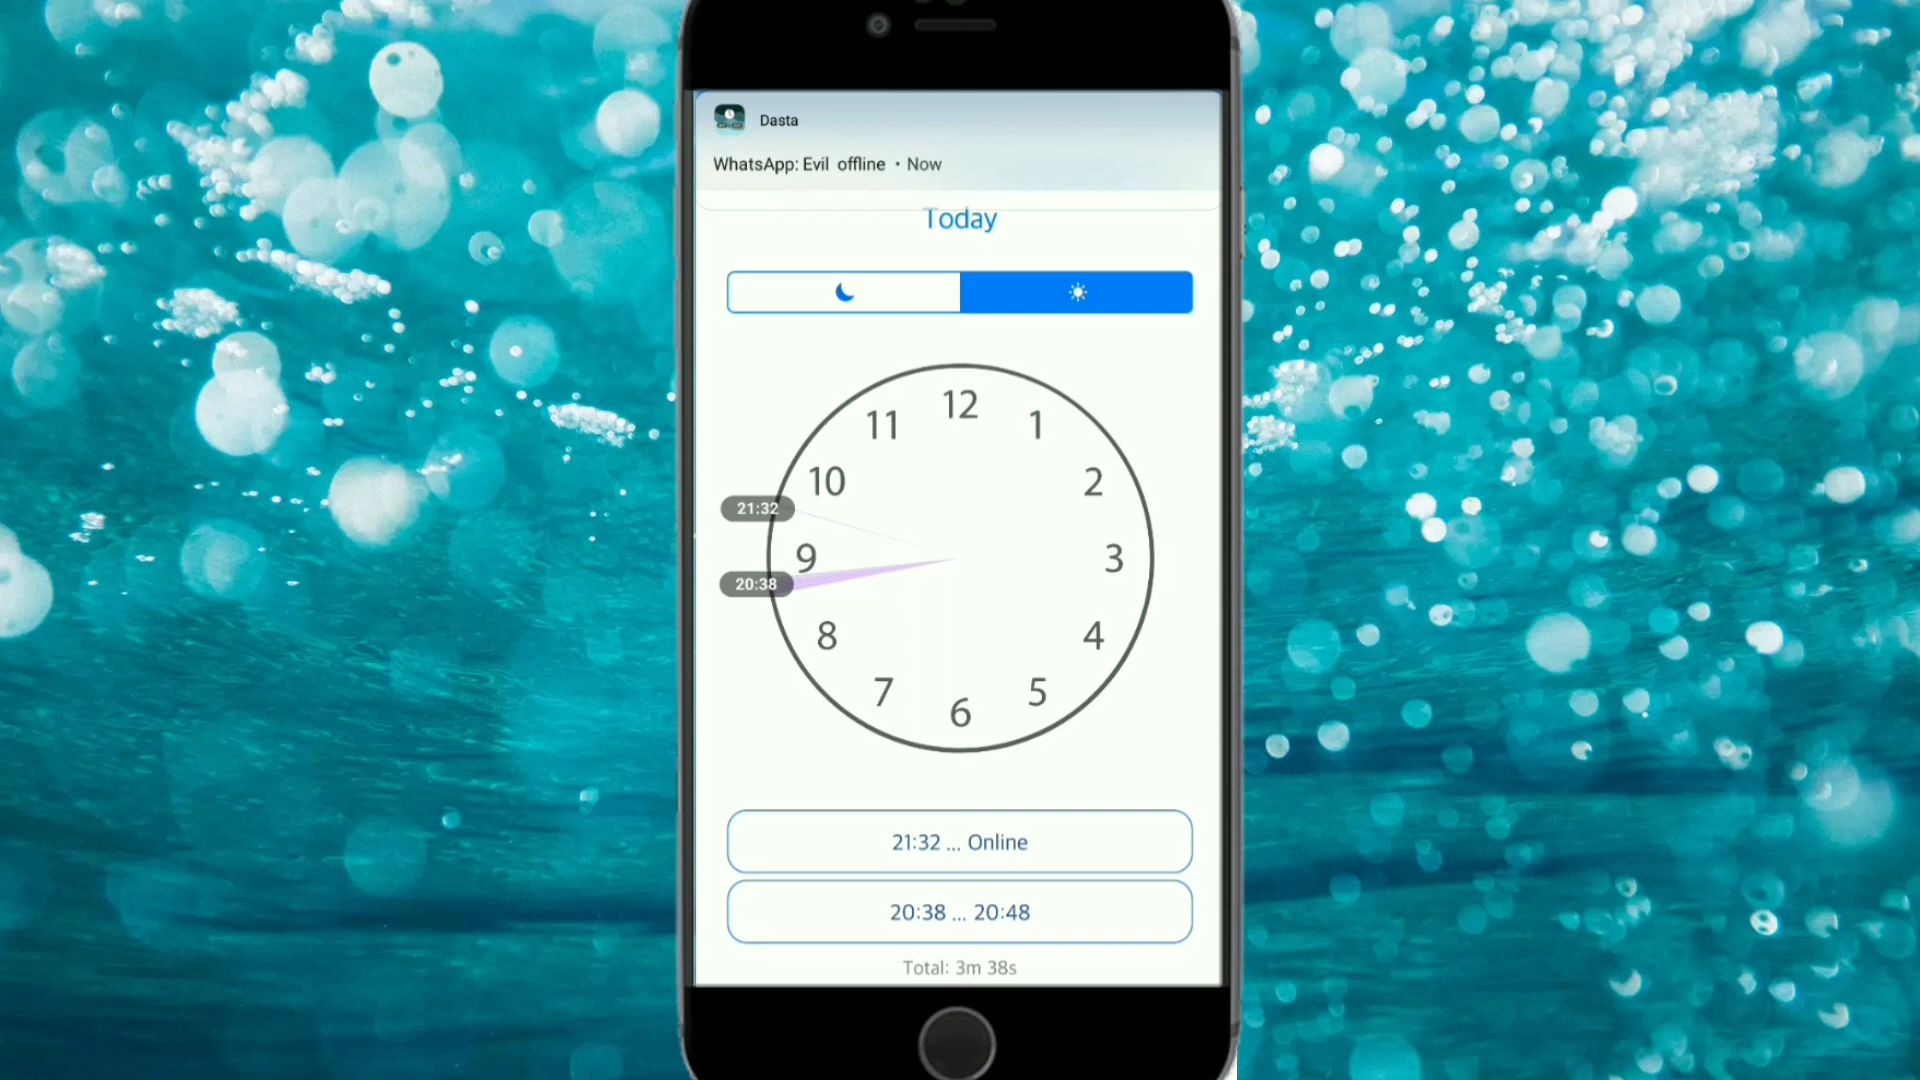 Dasta
WhatsApp: Evil offline • Now
Today
12
11
1
10
2
21:32
9
3
20:38
8
4
7
5
6
21:32 ... Online
20:38 ... 20:48
Total: 3m 38s